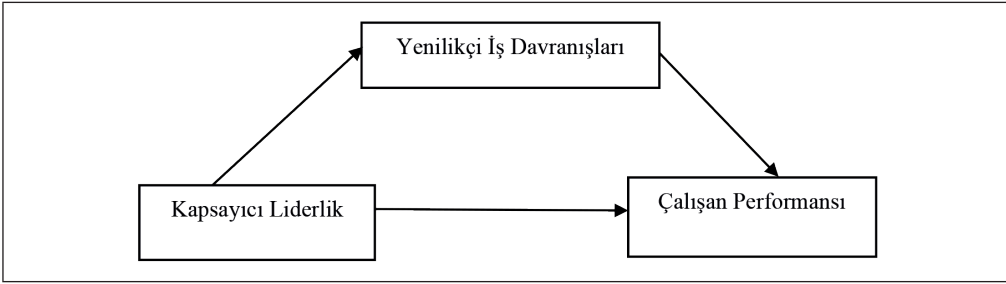 Yenilikçi İş Davranışları
Kapsayıcı Liderlik
Çalışan Performansı